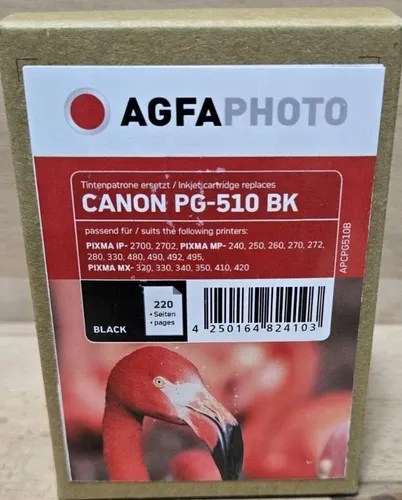 AGFAPHOTO
Tintenpatrone ersetzt / Inkjet cartridge replaces
CANON PG-510 BK
passend für / suits the following printers:
PIXMA iP- 2700, 2702, PIXMA MP- 240, 250, 260, 270, 272,
280, 330, 480, 490, 492, 495,
PIXMA MX- 320, 330, 340, 350, 410, 420
APCPG510B
BLACK
220
• Seiten
• pages
4 250164 824103